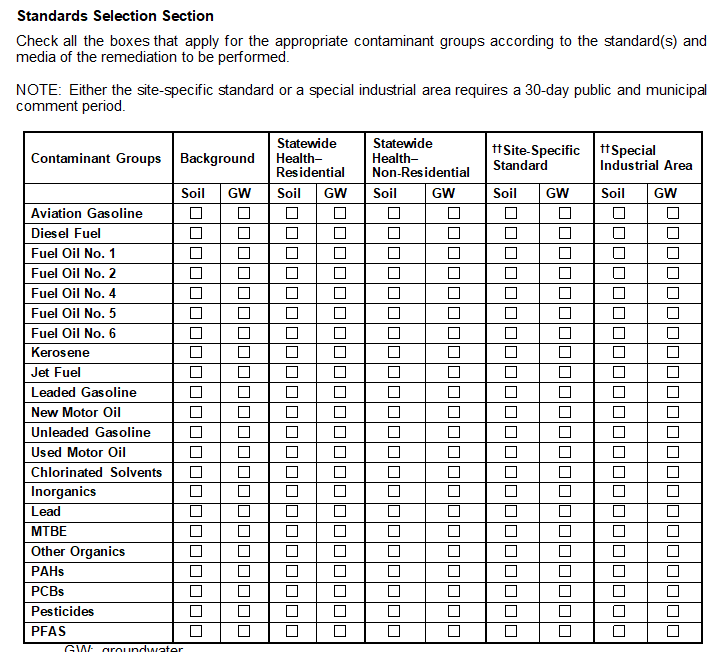 Standards Selection Section
Check all the boxes that apply for the appropriate contaminant groups according to the standard(s) and
media of the remediation to be performed.
NOTE: Either the site-specific standard or a special industrial area requires a 30-day public and municipal
comment period.
Contaminant Groups Background Statewide Health– Residential Statewide Health– Non-Residential ††Site-Specific Standard ††Special Industrial Area
Soil GW Soil GW Soil GW Soil GW Soil GW
Aviation Gasoline ☐ ☐ ☐ ☐ ☐ ☐ ☐ ☐ ☐ ☐
Diesel Fuel ☐ ☐ ☐ ☐ ☐ ☐ ☐ ☐ ☐ ☐
Fuel Oil No. 1 ☐ ☐ ☐ ☐ ☐ ☐ ☐ ☐ ☐ ☐
Fuel Oil No. 2 ☐ ☐ ☐ ☐ ☐ ☐ ☐ ☐ ☐ ☐
Fuel Oil No. 4 ☐ ☐ ☐ ☐ ☐ ☐ ☐ ☐ ☐ ☐
Fuel Oil No. 5 ☐ ☐ ☐ ☐ ☐ ☐ ☐ ☐ ☐ ☐
Fuel Oil No. 6 ☐ ☐ ☐ ☐ ☐ ☐ ☐ ☐ ☐ ☐
Kerosene ☐ ☐ ☐ ☐ ☐ ☐ ☐ ☐ ☐ ☐
Jet Fuel ☐ ☐ ☐ ☐ ☐ ☐ ☐ ☐ ☐ ☐
Leaded Gasoline ☐ ☐ ☐ ☐ ☐ ☐ ☐ ☐ ☐ ☐
New Motor Oil ☐ ☐ ☐ ☐ ☐ ☐ ☐ ☐ ☐ ☐
Unleaded Gasoline ☐ ☐ ☐ ☐ ☐ ☐ ☐ ☐ ☐ ☐
Used Motor Oil ☐ ☐ ☐ ☐ ☐ ☐ ☐ ☐ ☐ ☐
Chlorinated Solvents ☐ ☐ ☐ ☐ ☐ ☐ ☐ ☐ ☐ ☐
Inorganics ☐ ☐ ☐ ☐ ☐ ☐ ☐ ☐ ☐ ☐
Lead ☐ ☐ ☐ ☐ ☐ ☐ ☐ ☐ ☐ ☐
MTBE ☐ ☐ ☐ ☐ ☐ ☐ ☐ ☐ ☐ ☐
Other Organics ☐ ☐ ☐ ☐ ☐ ☐ ☐ ☐ ☐ ☐
PAHs ☐ ☐ ☐ ☐ ☐ ☐ ☐ ☐ ☐ ☐
PCBs ☐ ☐ ☐ ☐ ☐ ☐ ☐ ☐ ☐ ☐
Pesticides ☐ ☐ ☐ ☐ ☐ ☐ ☐ ☐ ☐ ☐
PFAS ☐ ☐ ☐ ☐ ☐ ☐ ☐ ☐ ☐ ☐
GW: groundwater